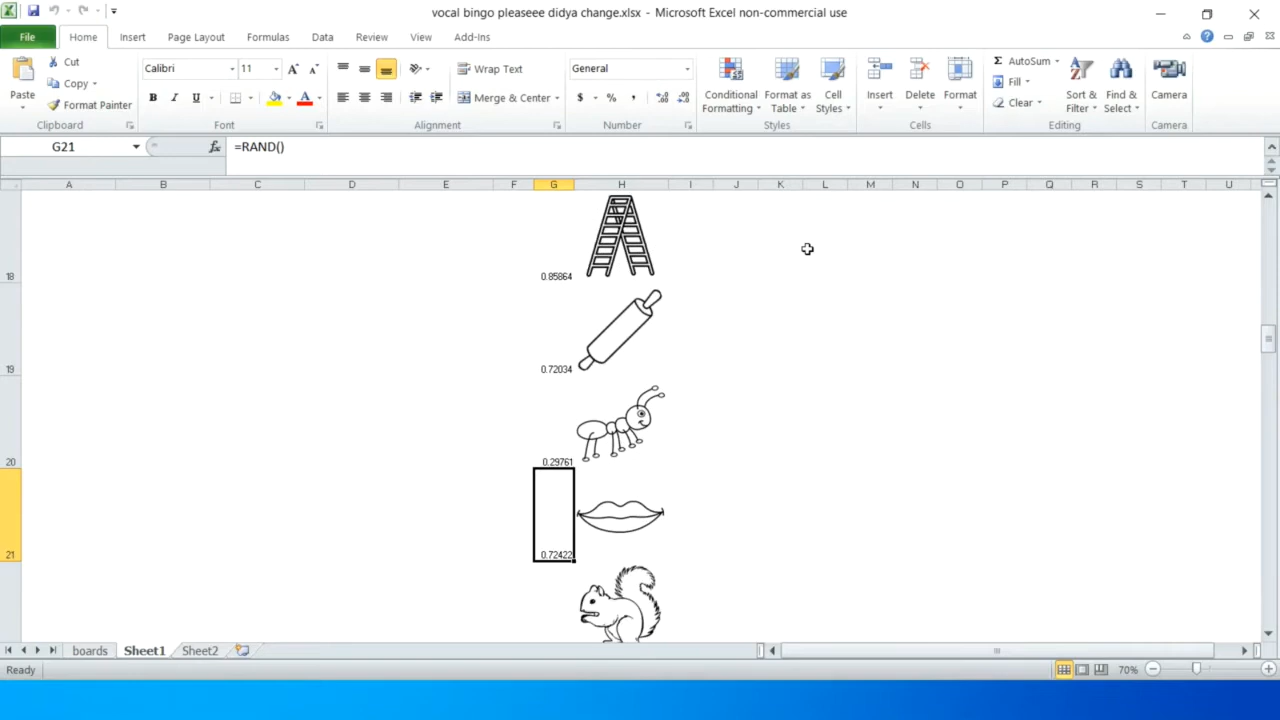 vocal bingo pleaseee didya change.xlsx - Microsoft Excel non-commercial use
File Home Insert Page Layout Formulas Data Review View Add-Ins
Paste
Cut
Copy
Format Painter
Clipboard
Calibri 11
B I U
Font
Wrap Text
Merge & Center
Alignment
General
$ % ,
Number
Conditional Formatting
Format as Table
Cell Styles
Styles
Insert
Delete
Format
Cells
AutoSum
Fill
Clear
Sort & Filter
Find & Select
Editing
Camera
Camera
G21 fx =RAND()
A B C D E F G H I J K L M N O P Q R S T U
18 0.85864
19 0.72034
20 0.29761
21 0.72422
boards Sheet1 Sheet2
Ready 70%